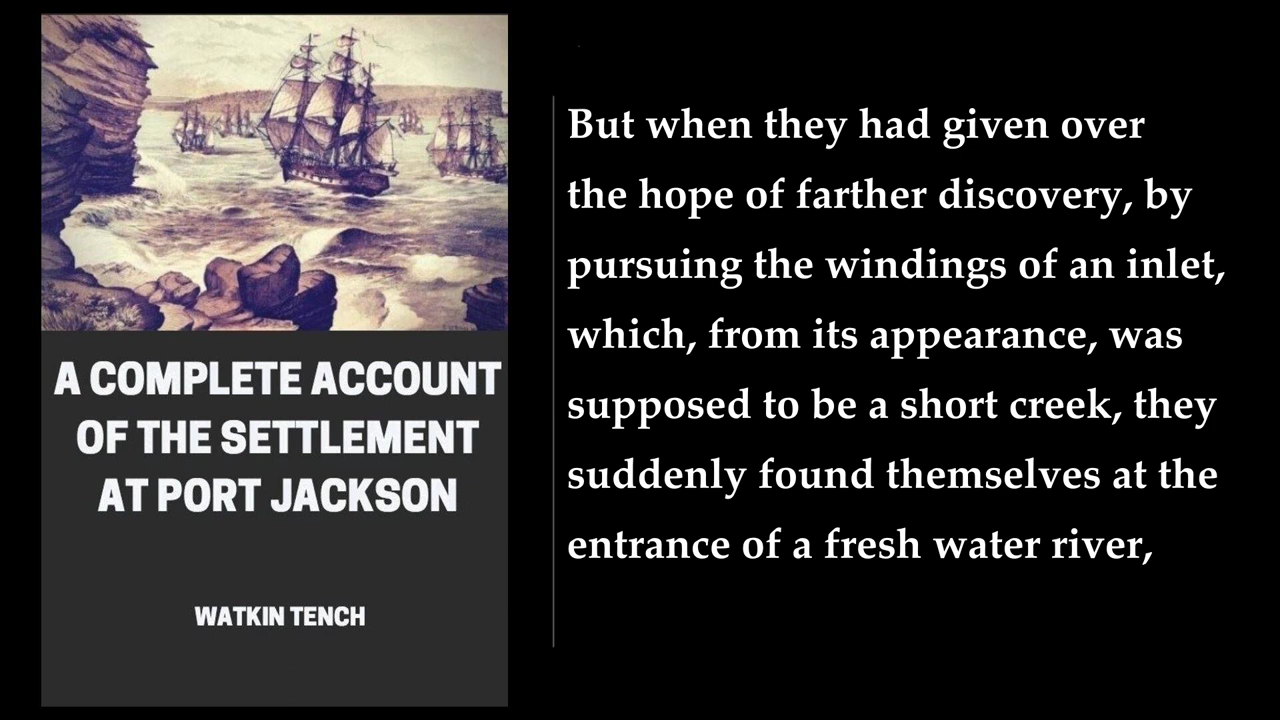 A COMPLETE ACCOUNT
OF THE SETTLEMENT
AT PORT JACKSON
WATKIN TENCH
But when they had given over
the hope of farther discovery, by
pursuing the windings of an inlet,
which, from its appearance, was
supposed to be a short creek, they
suddenly found themselves at the
entrance of a fresh water river,